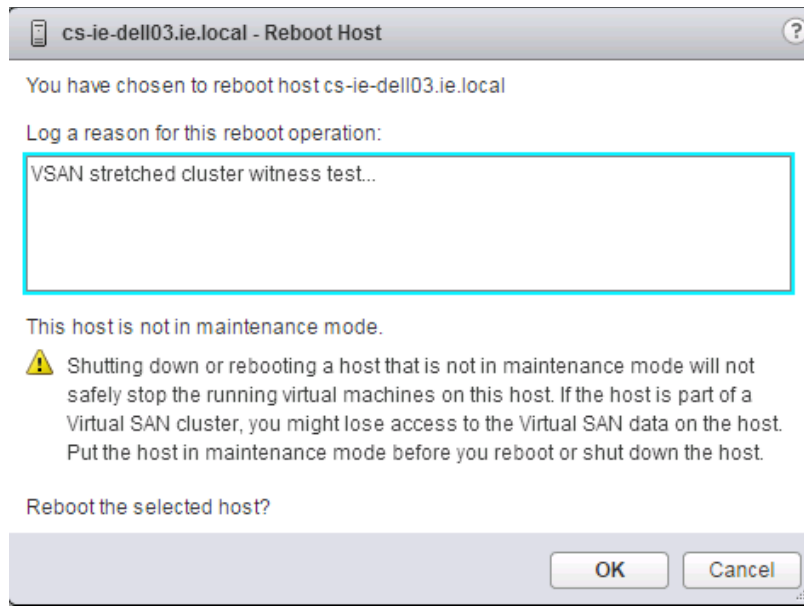 cs-ie-dell03.ie.local - Reboot Host
?
You have chosen to reboot host cs-ie-dell03.ie.local
Log a reason for this reboot operation:
VSAN stretched cluster witness test...
This host is not in maintenance mode.
Shutting down or rebooting a host that is not in maintenance mode will not
safely stop the running virtual machines on this host. If the host is part of a
Virtual SAN cluster, you might lose access to the Virtual SAN data on the host.
Put the host in maintenance mode before you reboot or shut down the host.
Reboot the selected host?
OK Cancel